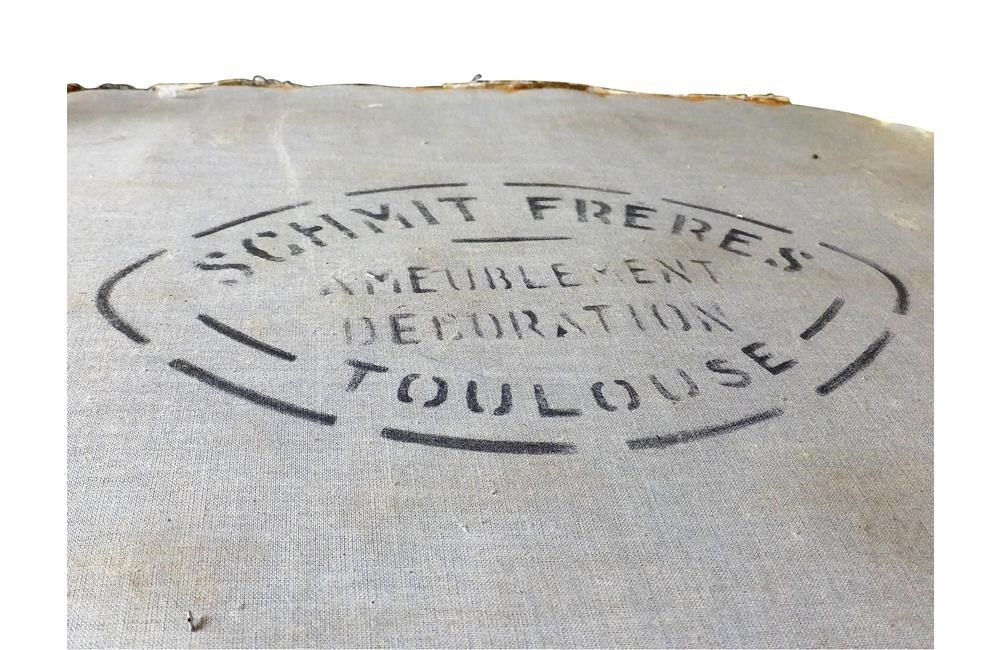 SCHMIT FRERES
AMEUBLEMENT
DÉCORATION
TOULOUSE